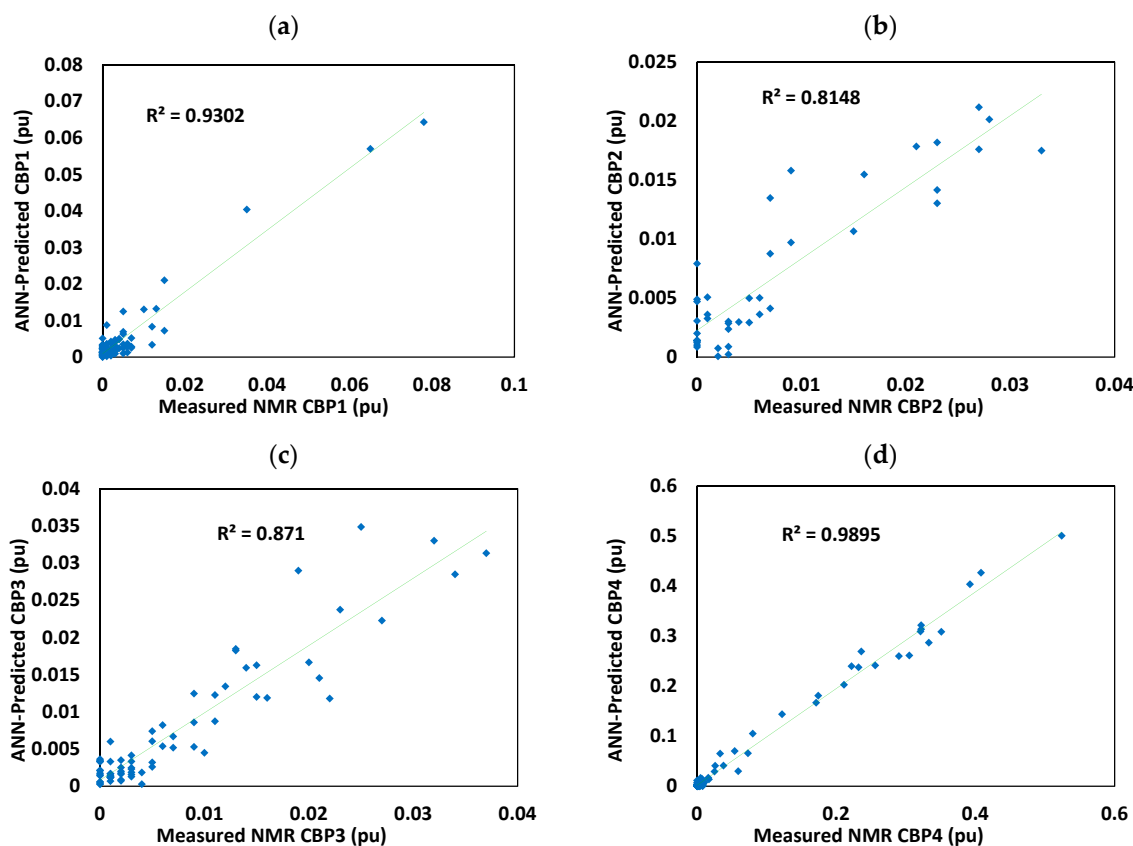 (a)
ANN-Predicted CBP1 (pu)
0.08
0.07
0.06
0.05
0.04
0.03
0.02
0.01
0
R² = 0.9302
0 0.02 0.04 0.06 0.08 0.1
Measured NMR CBP1 (pu)
(b)
ANN-Predicted CBP2 (pu)
0.025
0.02
0.015
0.01
0.005
0
R² = 0.8148
0 0.01 0.02 0.03 0.04
Measured NMR CBP2 (pu)
(c)
ANN-Predicted CBP3 (pu)
0.04
0.035
0.03
0.025
0.02
0.015
0.01
0.005
0
R² = 0.871
0 0.01 0.02 0.03 0.04
Measured NMR CBP3 (pu)
(d)
ANN-Predicted CBP4 (pu)
0.6
0.5
0.4
0.3
0.2
0.1
0
R² = 0.9895
0 0.2 0.4 0.6
Measured NMR CBP4 (pu)